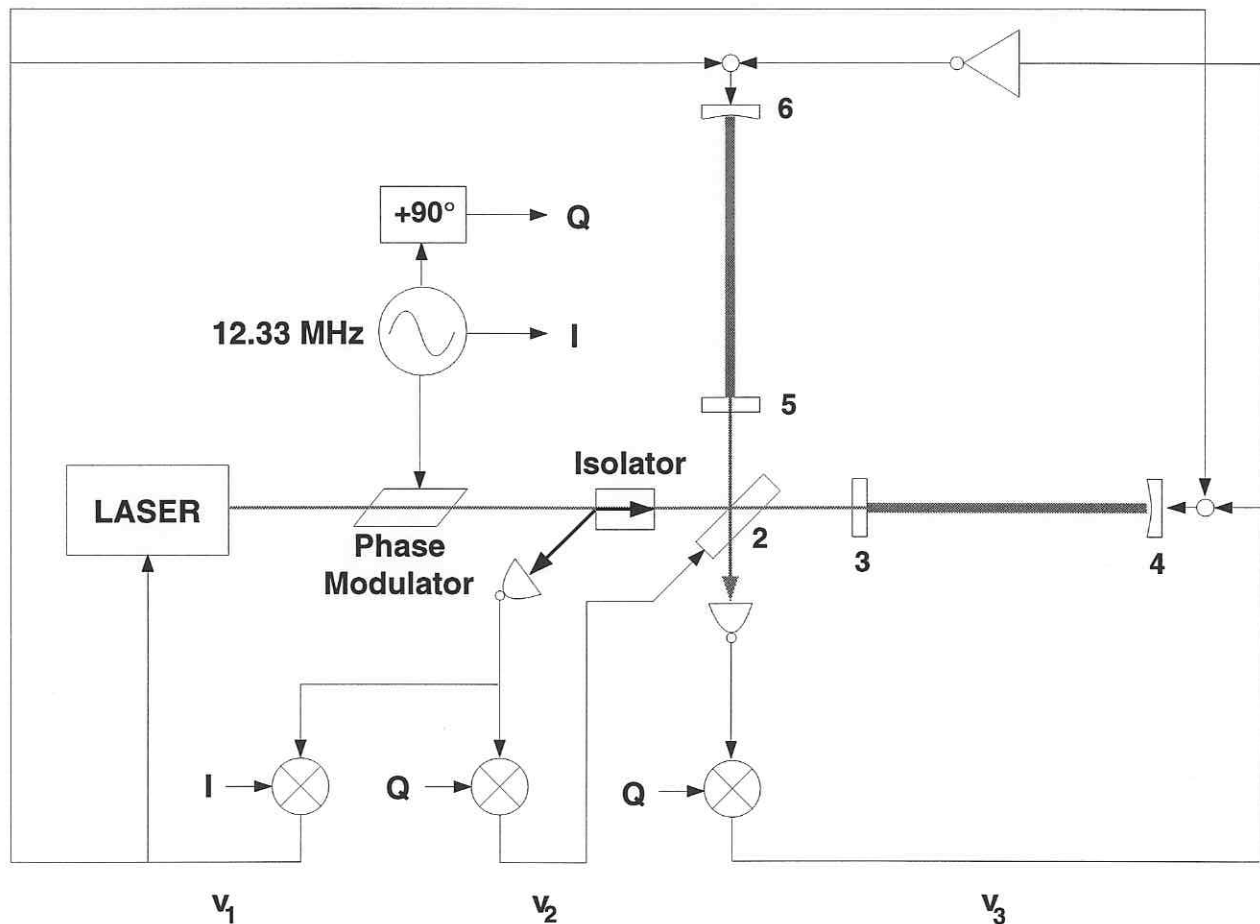 6
+90°
Q
12.33 MHz
I
5
Isolator
LASER
2
Phase
Modulator
3
4
I
Q
Q
v₁
v₂
v₃